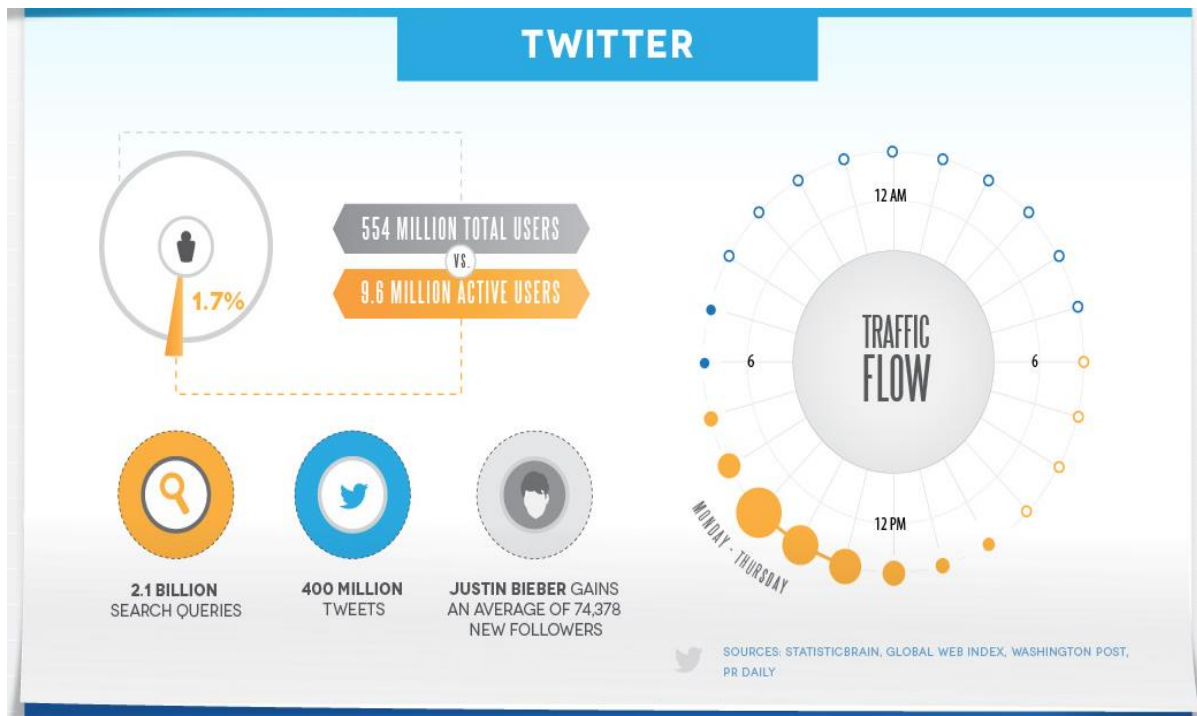 TWITTER
554 MILLION TOTAL USERS
VS.
9.6 MILLION ACTIVE USERS
1.7%
2.1 BILLION
SEARCH QUERIES
400 MILLION
TWEETS
JUSTIN BIEBER GAINS
AN AVERAGE OF 74,378
NEW FOLLOWERS
12 AM
6
TRAFFIC
FLOW
6
12 PM
MONDAY - THURSDAY
SOURCES: STATISTICBRAIN, GLOBAL WEB INDEX, WASHINGTON POST,
PR DAILY